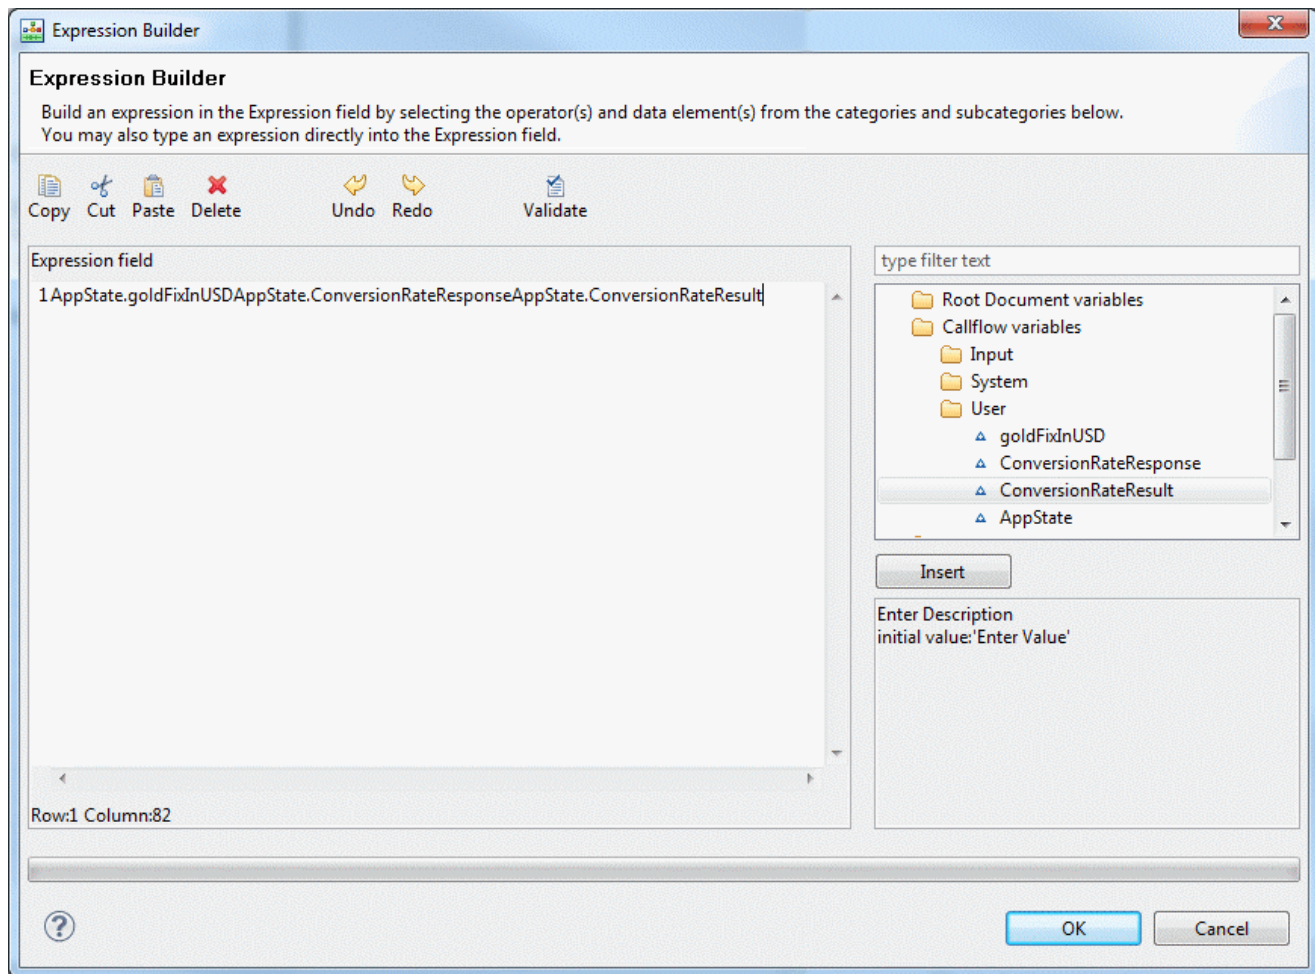 Expression Builder
Expression Builder
Build an expression in the Expression field by selecting the operator(s) and data element(s) from the categories and subcategories below.
You may also type an expression directly into the Expression field.
Copy Cut Paste Delete Undo Redo Validate
Expression field
1 AppState.goldFixInUSDAppState.ConversionRateResponseAppState.ConversionRateResult
Row:1 Column:82
type filter text
Root Document variables
Callflow variables
Input
System
User
goldFixInUSD
ConversionRateResponse
ConversionRateResult
AppState
Insert
Enter Description
initial value:'Enter Value'
OK Cancel